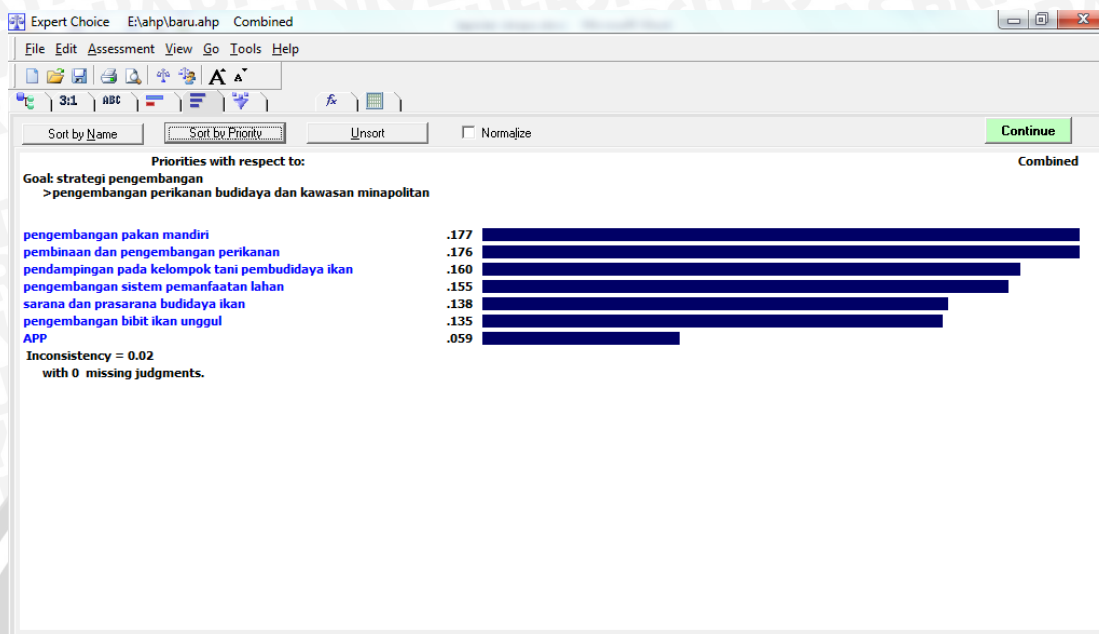 Expert Choice E:\ahp\baru.ahp Combined
File Edit Assessment View Go Tools Help
A A
3:1 ABC fx
Sort by Name Sort by Priority Unsort Normalize Continue
Priorities with respect to: Combined
Goal: strategi pengembangan
>pengembangan perikanan budidaya dan kawasan minapolitan
pengembangan pakan mandiri .177
pembinaan dan pengembangan perikanan .176
pendampingan pada kelompok tani pembudidaya ikan .160
pengembangan sistem pemanfaatan lahan .155
sarana dan prasarana budidaya ikan .138
pengembangan bibit ikan unggul .135
APP .059
Inconsistency = 0.02
with 0 missing judgments.